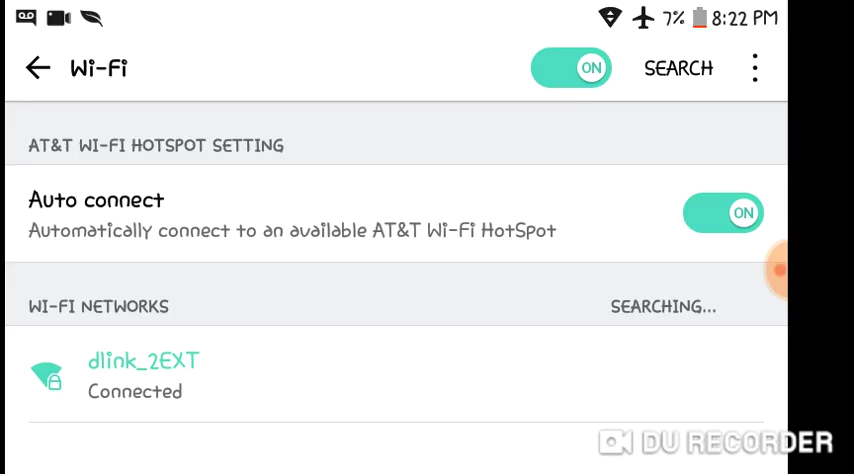 7% 8:22 PM
Wi-Fi ON SEARCH
AT&T WI-FI HOTSPOT SETTING
Auto connect
Automatically connect to an available AT&T Wi-Fi HotSpot
ON
WI-FI NETWORKS SEARCHING...
dlink_2EXT
Connected
DU RECORDER